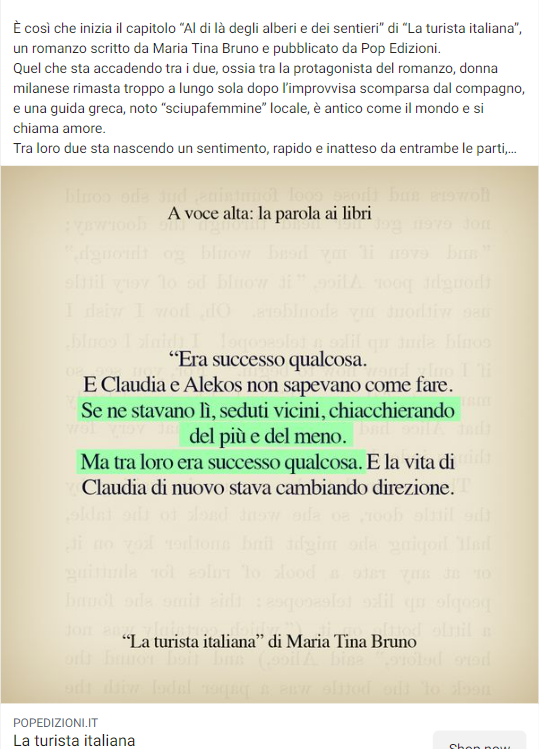 È così che inizia il capitolo “Al di là degli alberi e dei sentieri” di “La turista italiana”,
un romanzo scritto da Maria Tina Bruno e pubblicato da Pop Edizioni.
Quel che sta accadendo tra i due, ossia tra la protagonista del romanzo, donna
milanese rimasta troppo a lungo sola dopo l’improvvisa scomparsa dal compagno,
e una guida greca, noto “sciupafemmine” locale, è antico come il mondo e si
chiama amore.
Tra loro due sta nascendo un sentimento, rapido e inatteso da entrambe le parti,...
A voce alta: la parola ai libri
“Era successo qualcosa.
E Claudia e Alekos non sapevano come fare.
Se ne stavano lì, seduti vicini, chiacchierando
del più e del meno.
Ma tra loro era successo qualcosa. E la vita di
Claudia di nuovo stava cambiando direzione.
“La turista italiana” di Maria Tina Bruno
POPEDIZIONI.IT
La turista italiana
Shop now